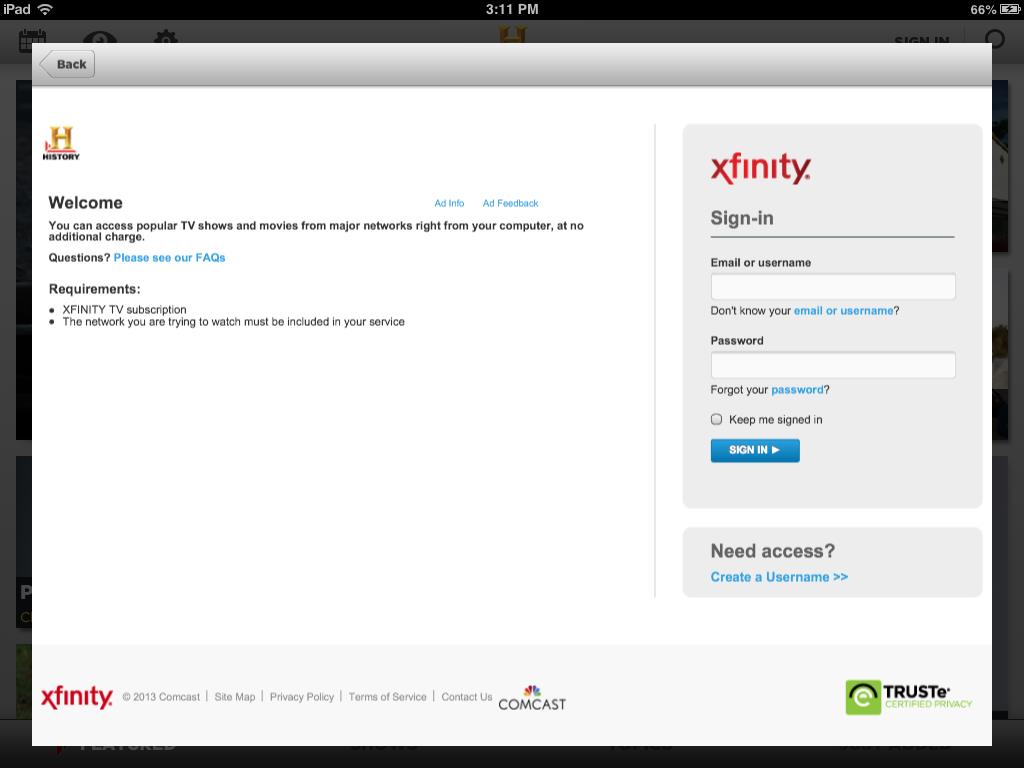 iPad 3:11 PM 66%
SIGN IN
Back
HISTORY
Welcome
Ad Info Ad Feedback
You can access popular TV shows and movies from major networks right from your computer, at no
additional charge.
Questions? Please see our FAQs
Requirements:
• XFINITY TV subscription
• The network you are trying to watch must be included in your service
xfinity.
Sign-in
Email or username
Don't know your email or username?
Password
Forgot your password?
Keep me signed in
SIGN IN ▶
Need access?
Create a Username >>
xfinity. © 2013 Comcast | Site Map | Privacy Policy | Terms of Service | Contact Us COMCAST
TRUSTe
CERTIFIED PRIVACY
FEATURED SHOWS TOPICS JUST ADDED